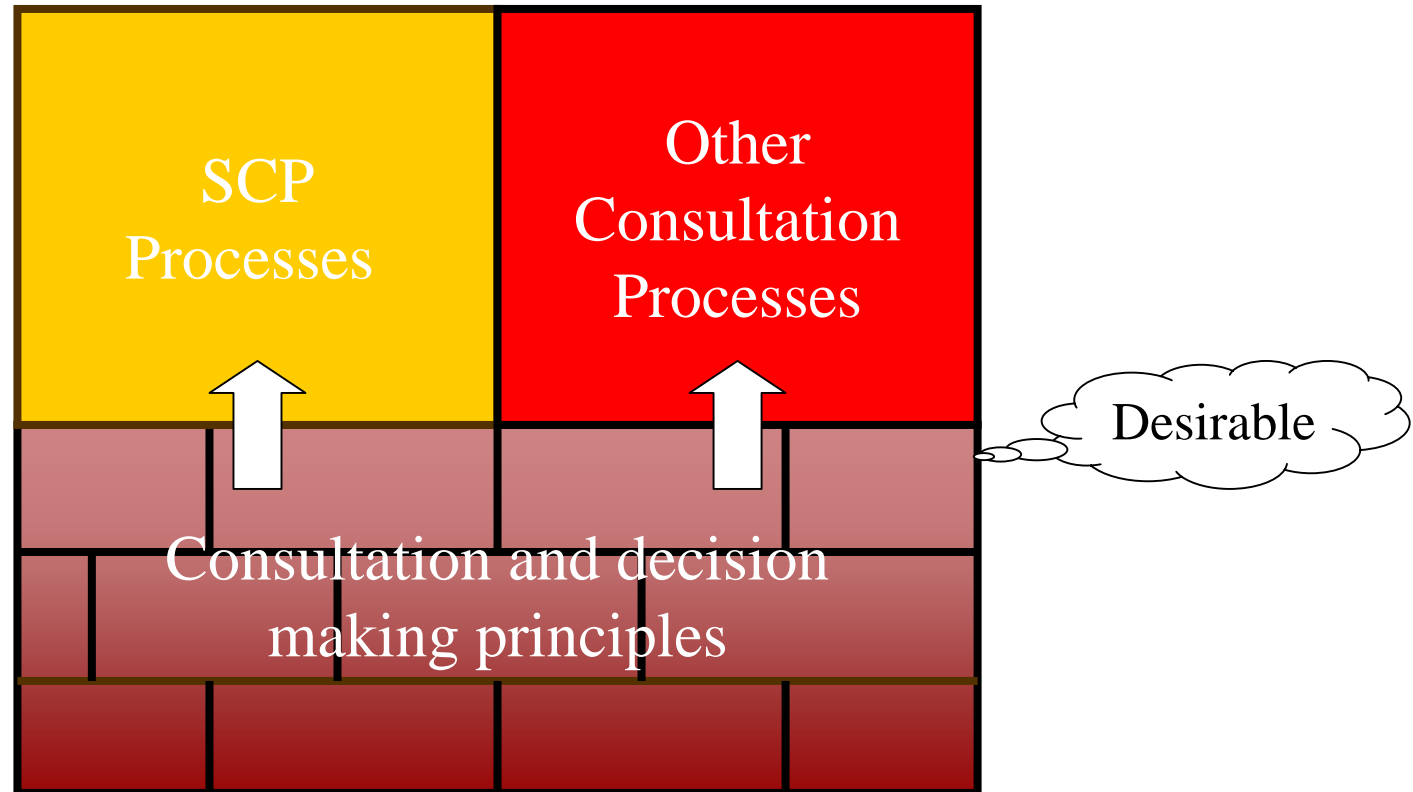 SCP
Processes
Other
Consultation
Processes
Desirable
Consultation and decision
making principles